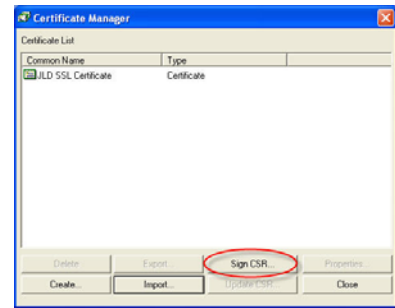 Certificate Manager
Certificate List
Common Name Type
JLD SSL Certificate Certificate
Delete Export... Sign CSR... Properties...
Create... Import... Update CSR... Close